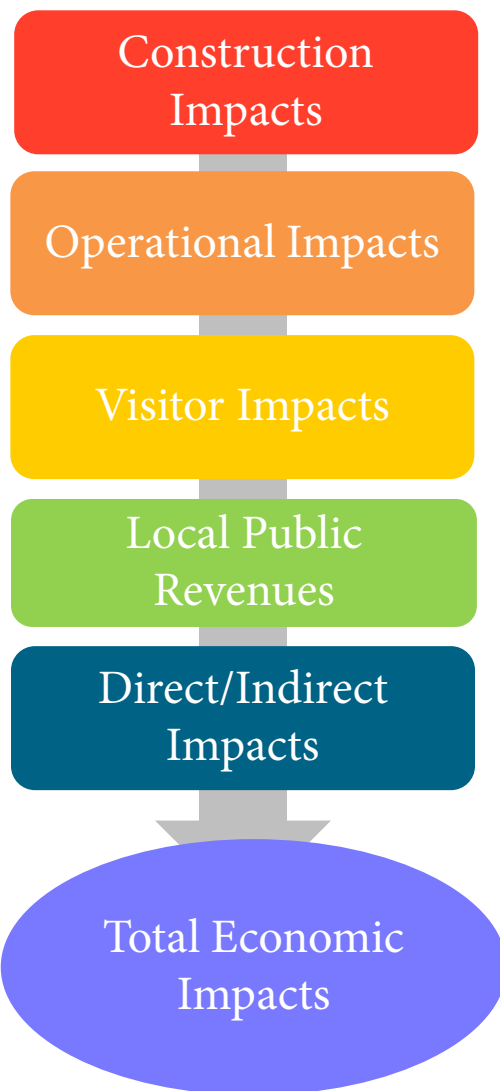 Construction
Impacts
Operational Impacts
Visitor Impacts
Local Public
Revenues
Direct/Indirect
Impacts
Total Economic
Impacts